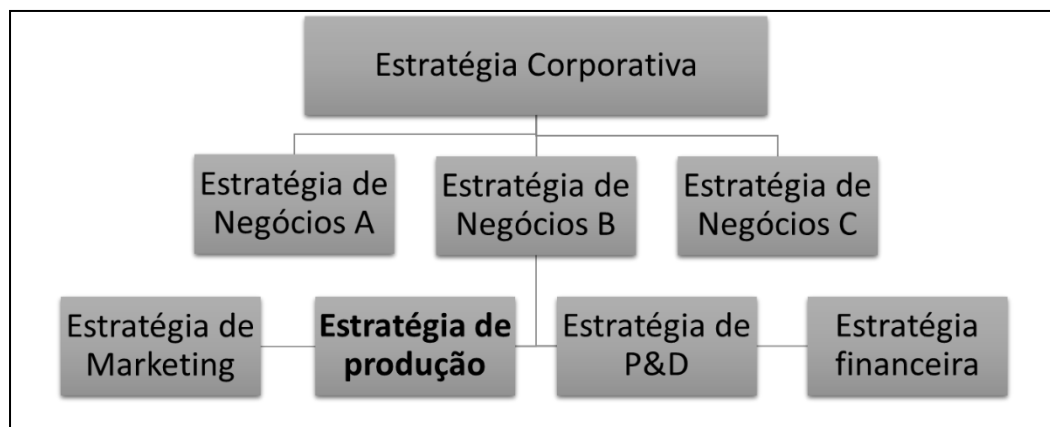 Estratégia Corporativa
Estratégia de
Negócios A
Estratégia de
Negócios B
Estratégia de
Negócios C
Estratégia de
Marketing
Estratégia de
produção
Estratégia de
P&D
Estratégia
financeira